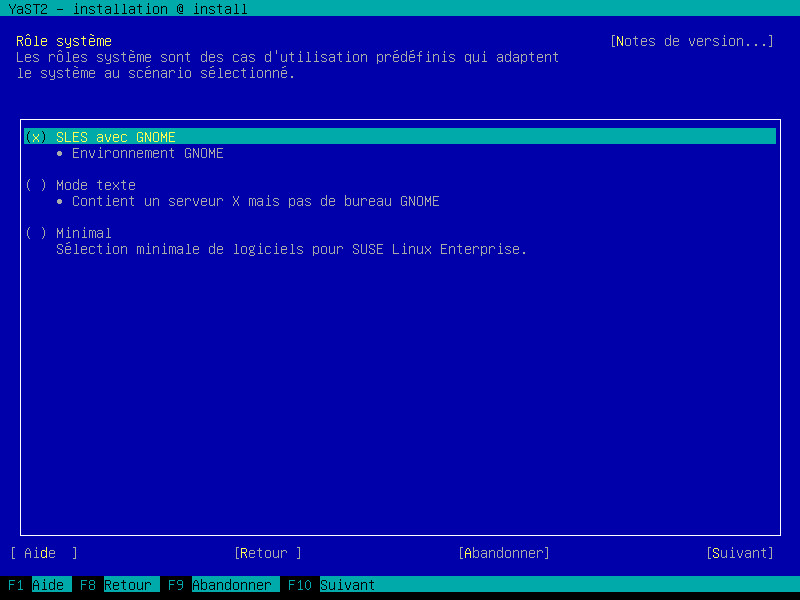 YaST2 - installation @ install
Rôle système [Notes de version...]
Les rôles système sont des cas d'utilisation prédéfinis qui adaptent
le système au scénario sélectionné.
(x) SLES avec GNOME
• Environnement GNOME
( ) Mode texte
• Contient un serveur X mais pas de bureau GNOME
( ) Minimal
Sélection minimale de logiciels pour SUSE Linux Enterprise.
[ Aide ] [Retour ] [Abandonner] [Suivant]
F1 Aide F8 Retour F9 Abandonner F10 Suivant